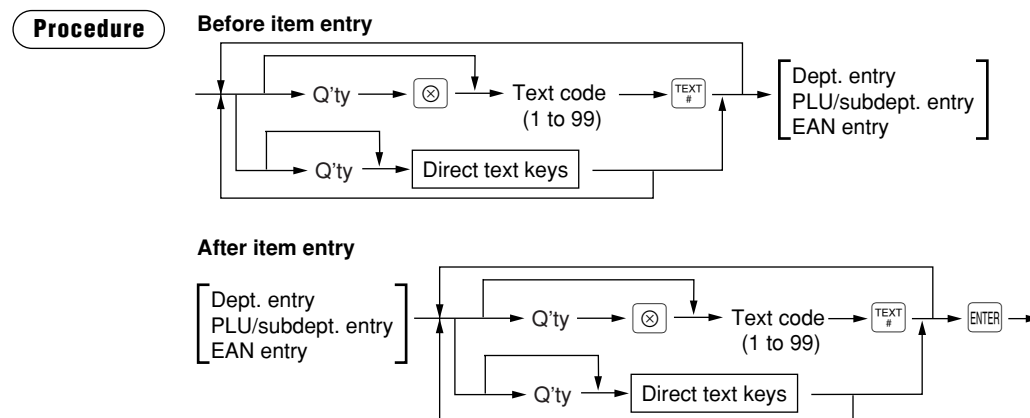 Procedure
Before item entry
Q'ty ⊗ Text code TEXT #
(1 to 99)
Dept. entry
PLU/subdept. entry
EAN entry
Q'ty Direct text keys
After item entry
Dept. entry
PLU/subdept. entry
EAN entry
Q'ty ⊗ Text code TEXT # ENTER
(1 to 99)
Q'ty Direct text keys